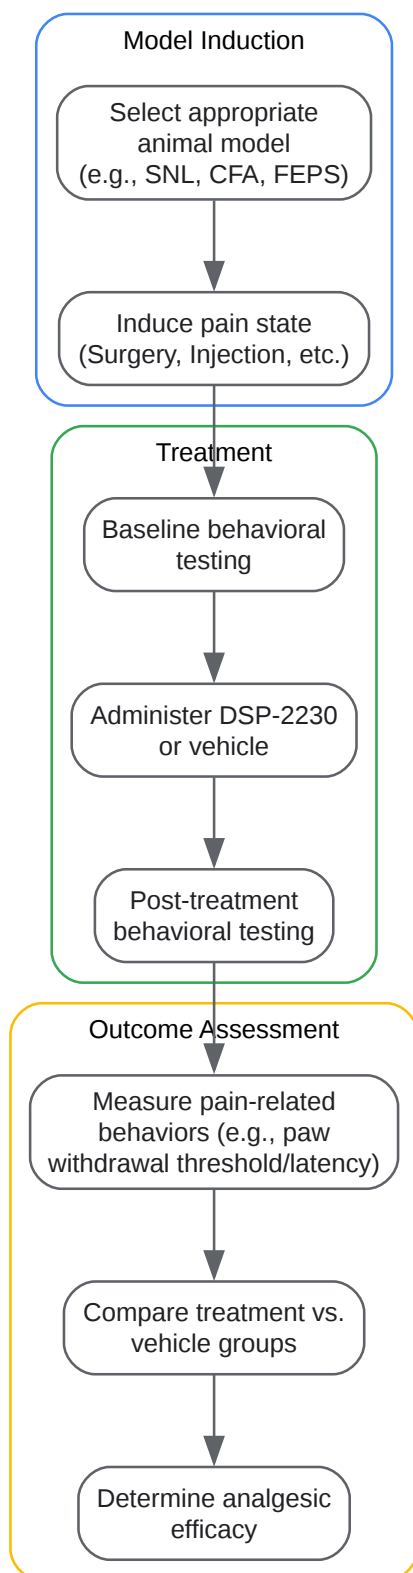 Model Induction
Select appropriate
animal model
(e.g., SNL, CFA, FEPS)
Induce pain state
(Surgery, Injection, etc.)
Treatment
Baseline behavioral
testing
Administer DSP-2230
or vehicle
Post-treatment
behavioral testing
Outcome Assessment
Measure pain-related
behaviors (e.g., paw
withdrawal threshold/latency)
Compare treatment vs.
vehicle groups
Determine analgesic
efficacy